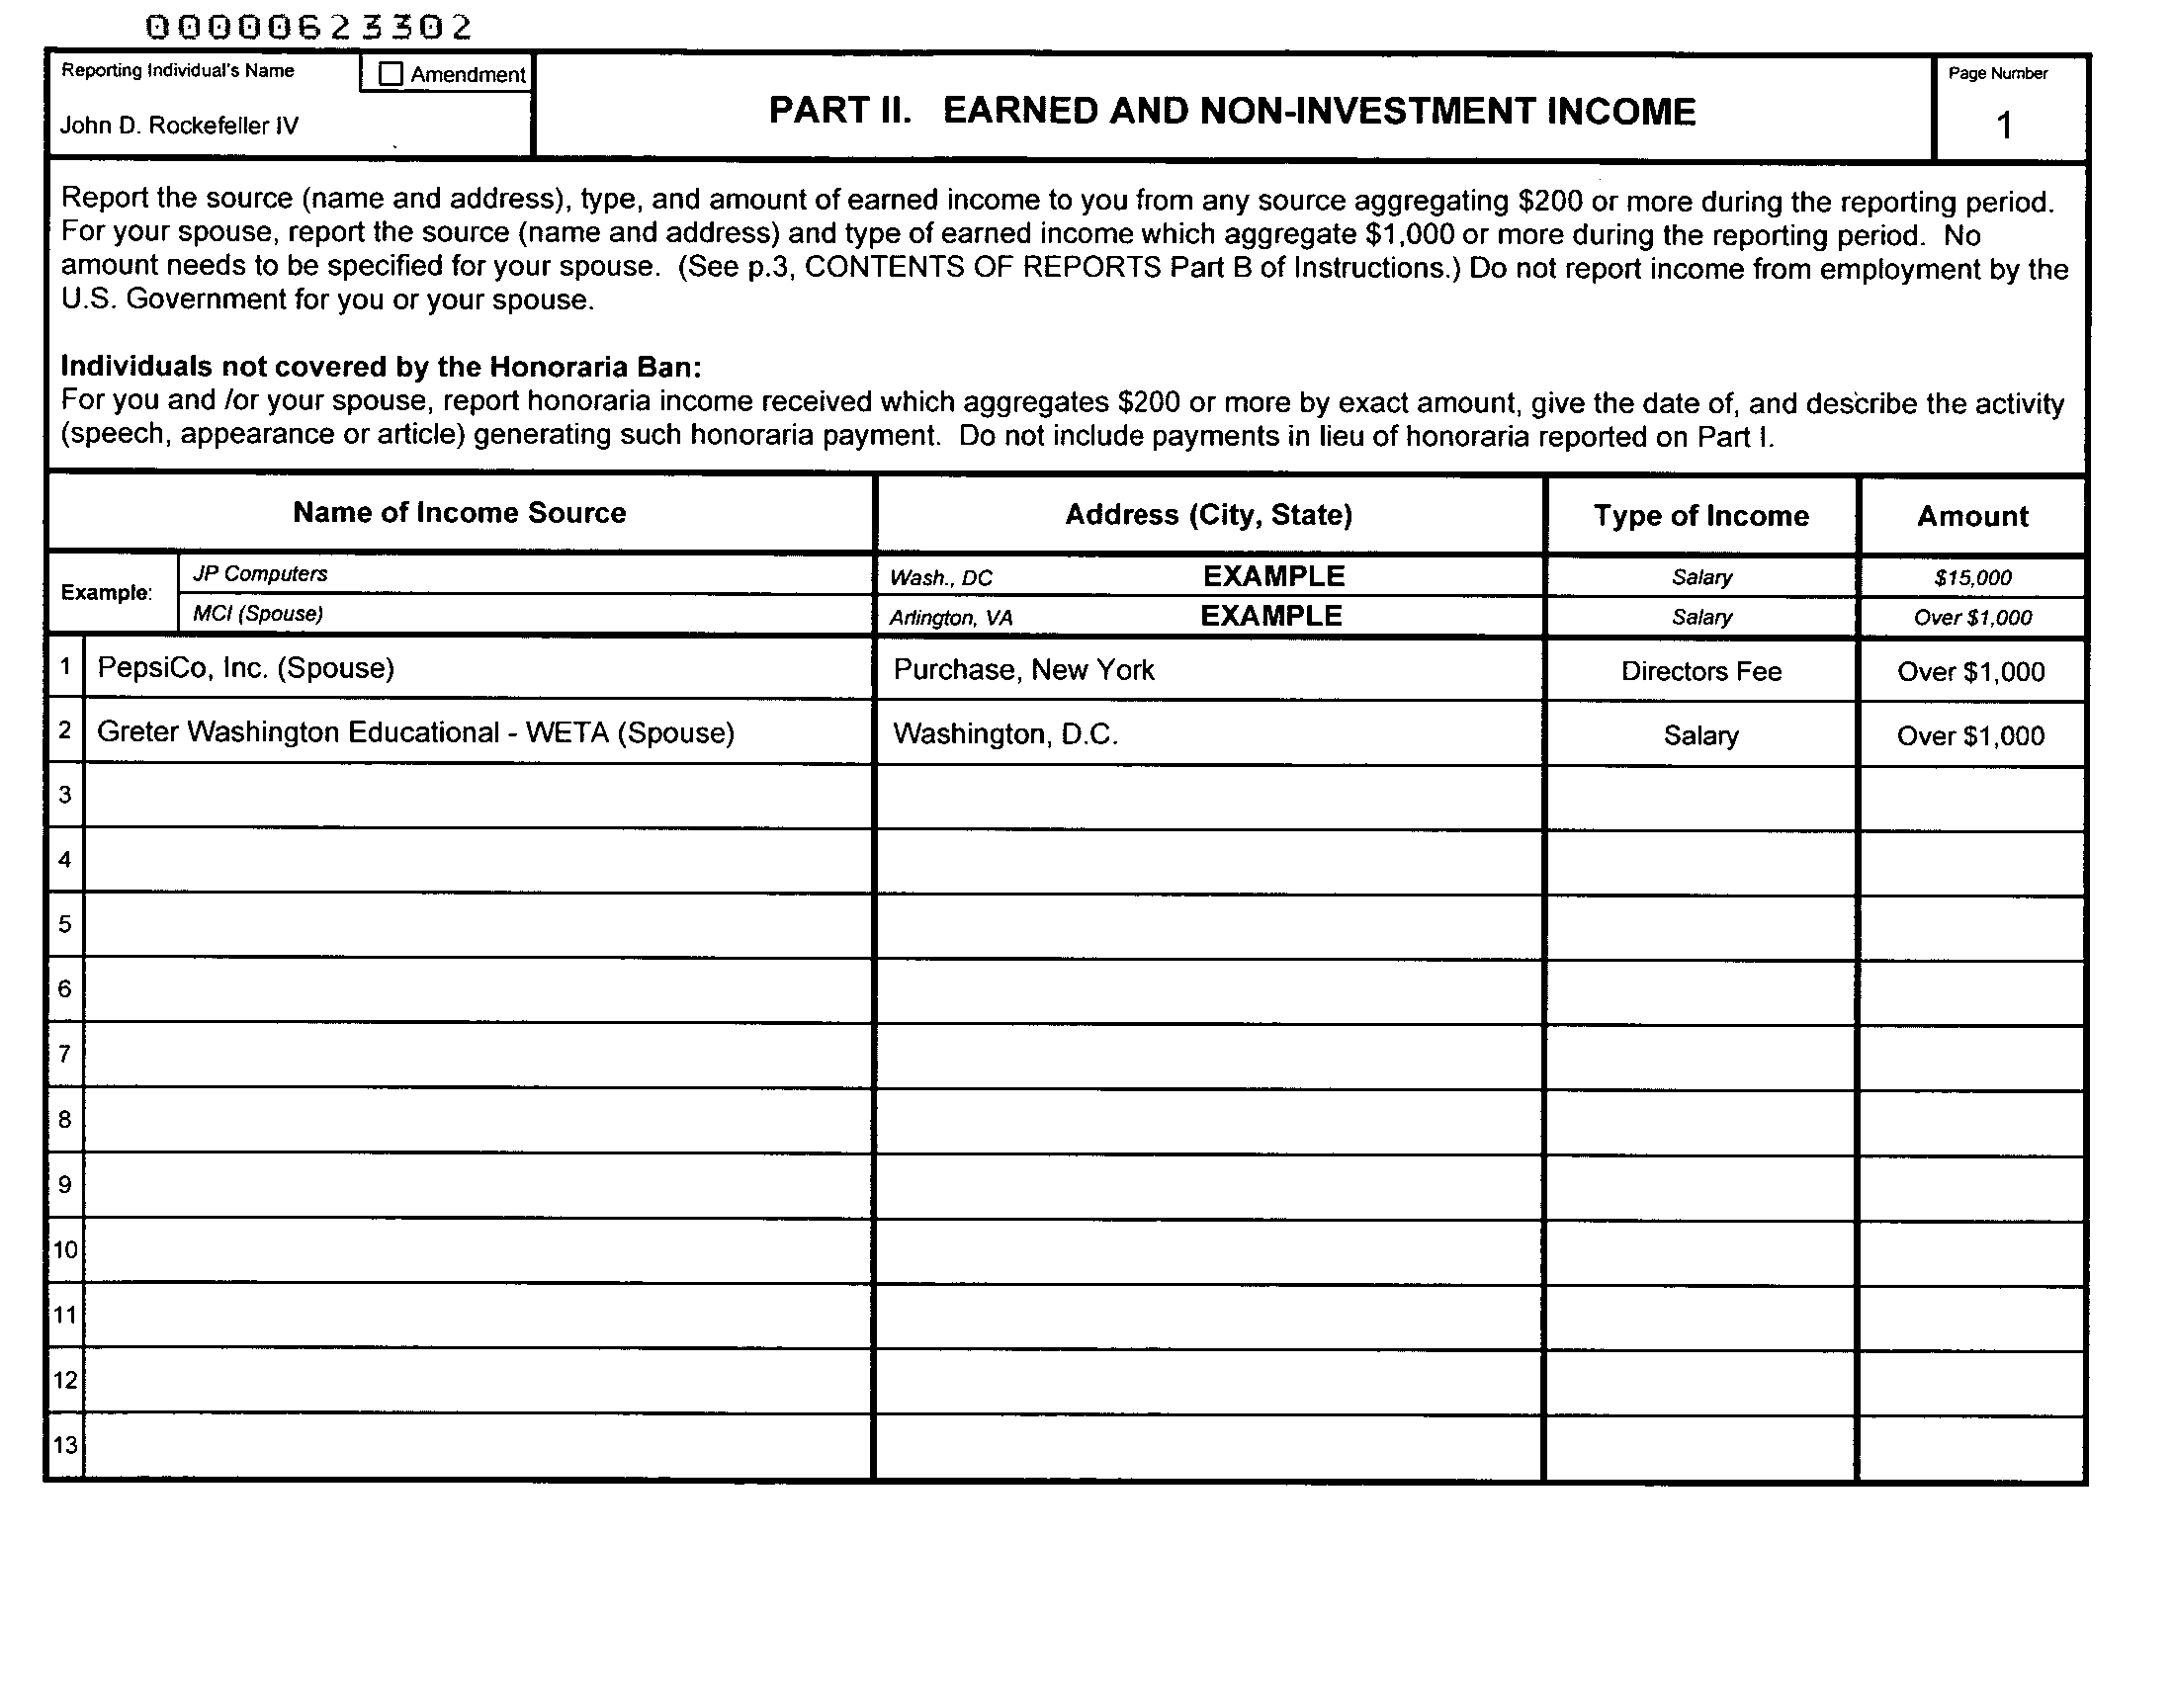 00000623302
Reporting Individual's Name
Amendment
John D. Rockefeller IV
PART II. EARNED AND NON-INVESTMENT INCOME
Page Number
1
Report the source (name and address), type, and amount of earned income to you from any source aggregating $200 or more during the reporting period.
For your spouse, report the source (name and address) and type of earned income which aggregate $1,000 or more during the reporting period. No
amount needs to be specified for your spouse. (See p.3, CONTENTS OF REPORTS Part B of Instructions.) Do not report income from employment by the
U.S. Government for you or your spouse.
Individuals not covered by the Honoraria Ban:
For you and /or your spouse, report honoraria income received which aggregates $200 or more by exact amount, give the date of, and describe the activity
(speech, appearance or article) generating such honoraria payment. Do not include payments in lieu of honoraria reported on Part I.
Name of Income Source Address (City, State) Type of Income Amount
Example:
JP Computers Wash., DC EXAMPLE Salary $15,000
MCI (Spouse) Arlington, VA EXAMPLE Salary Over $1,000
1 PepsiCo, Inc. (Spouse) Purchase, New York Directors Fee Over $1,000
2 Greter Washington Educational - WETA (Spouse) Washington, D.C. Salary Over $1,000
3
4
5
6
7
8
9
10
11
12
13